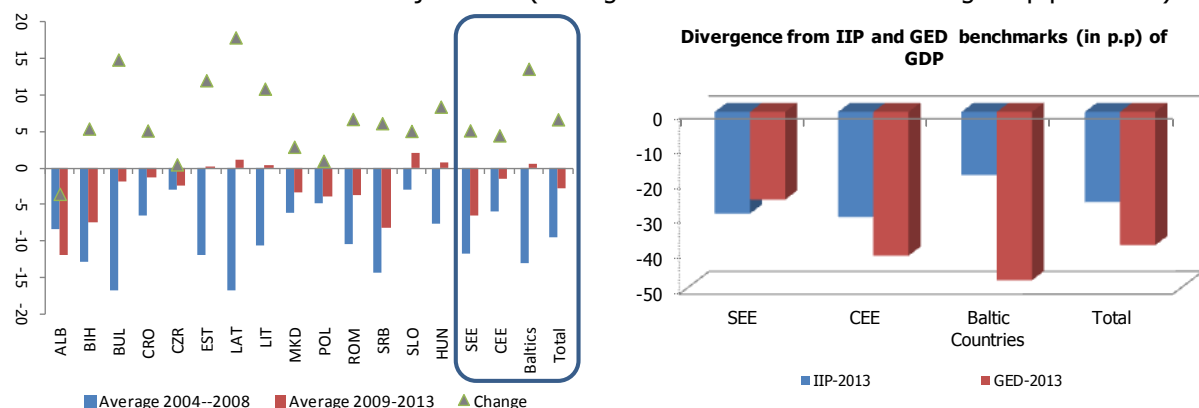 20
15
10
5
0
-5
-10
-15
-20
ALB
BIH
BUL
CRO
CZR
EST
LAT
LIT
MKD
POL
ROM
SRB
SLO
HUN
SEE
CEE
Baltics
Total
Average 2004--2008 Average 2009-2013 Change
Divergence from IIP and GED benchmarks (in p.p) of
GDP
0
-10
-20
-30
-40
-50
SEE CEE Baltic Total
Countries
IIP-2013 GED-2013